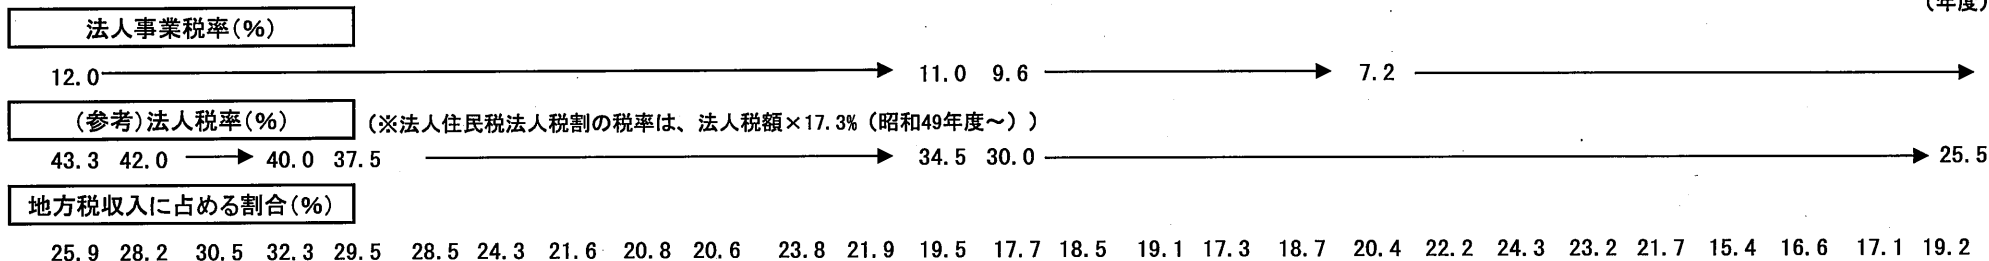 (年度)
法人事業税率(%)
12.0 11.0 9.6 7.2
(参考)法人税率(%) (※法人住民税法人税割の税率は、法人税額×17.3%(昭和49年度~))
43.3 42.0 40.0 37.5 34.5 30.0 25.5
地方税収入に占める割合(%)
25.9 28.2 30.5 32.3 29.5 28.5 24.3 21.6 20.8 20.6 23.8 21.9 19.5 17.7 18.5 19.1 17.3 18.7 20.4 22.2 24.3 23.2 21.7 15.4 16.6 17.1 19.2